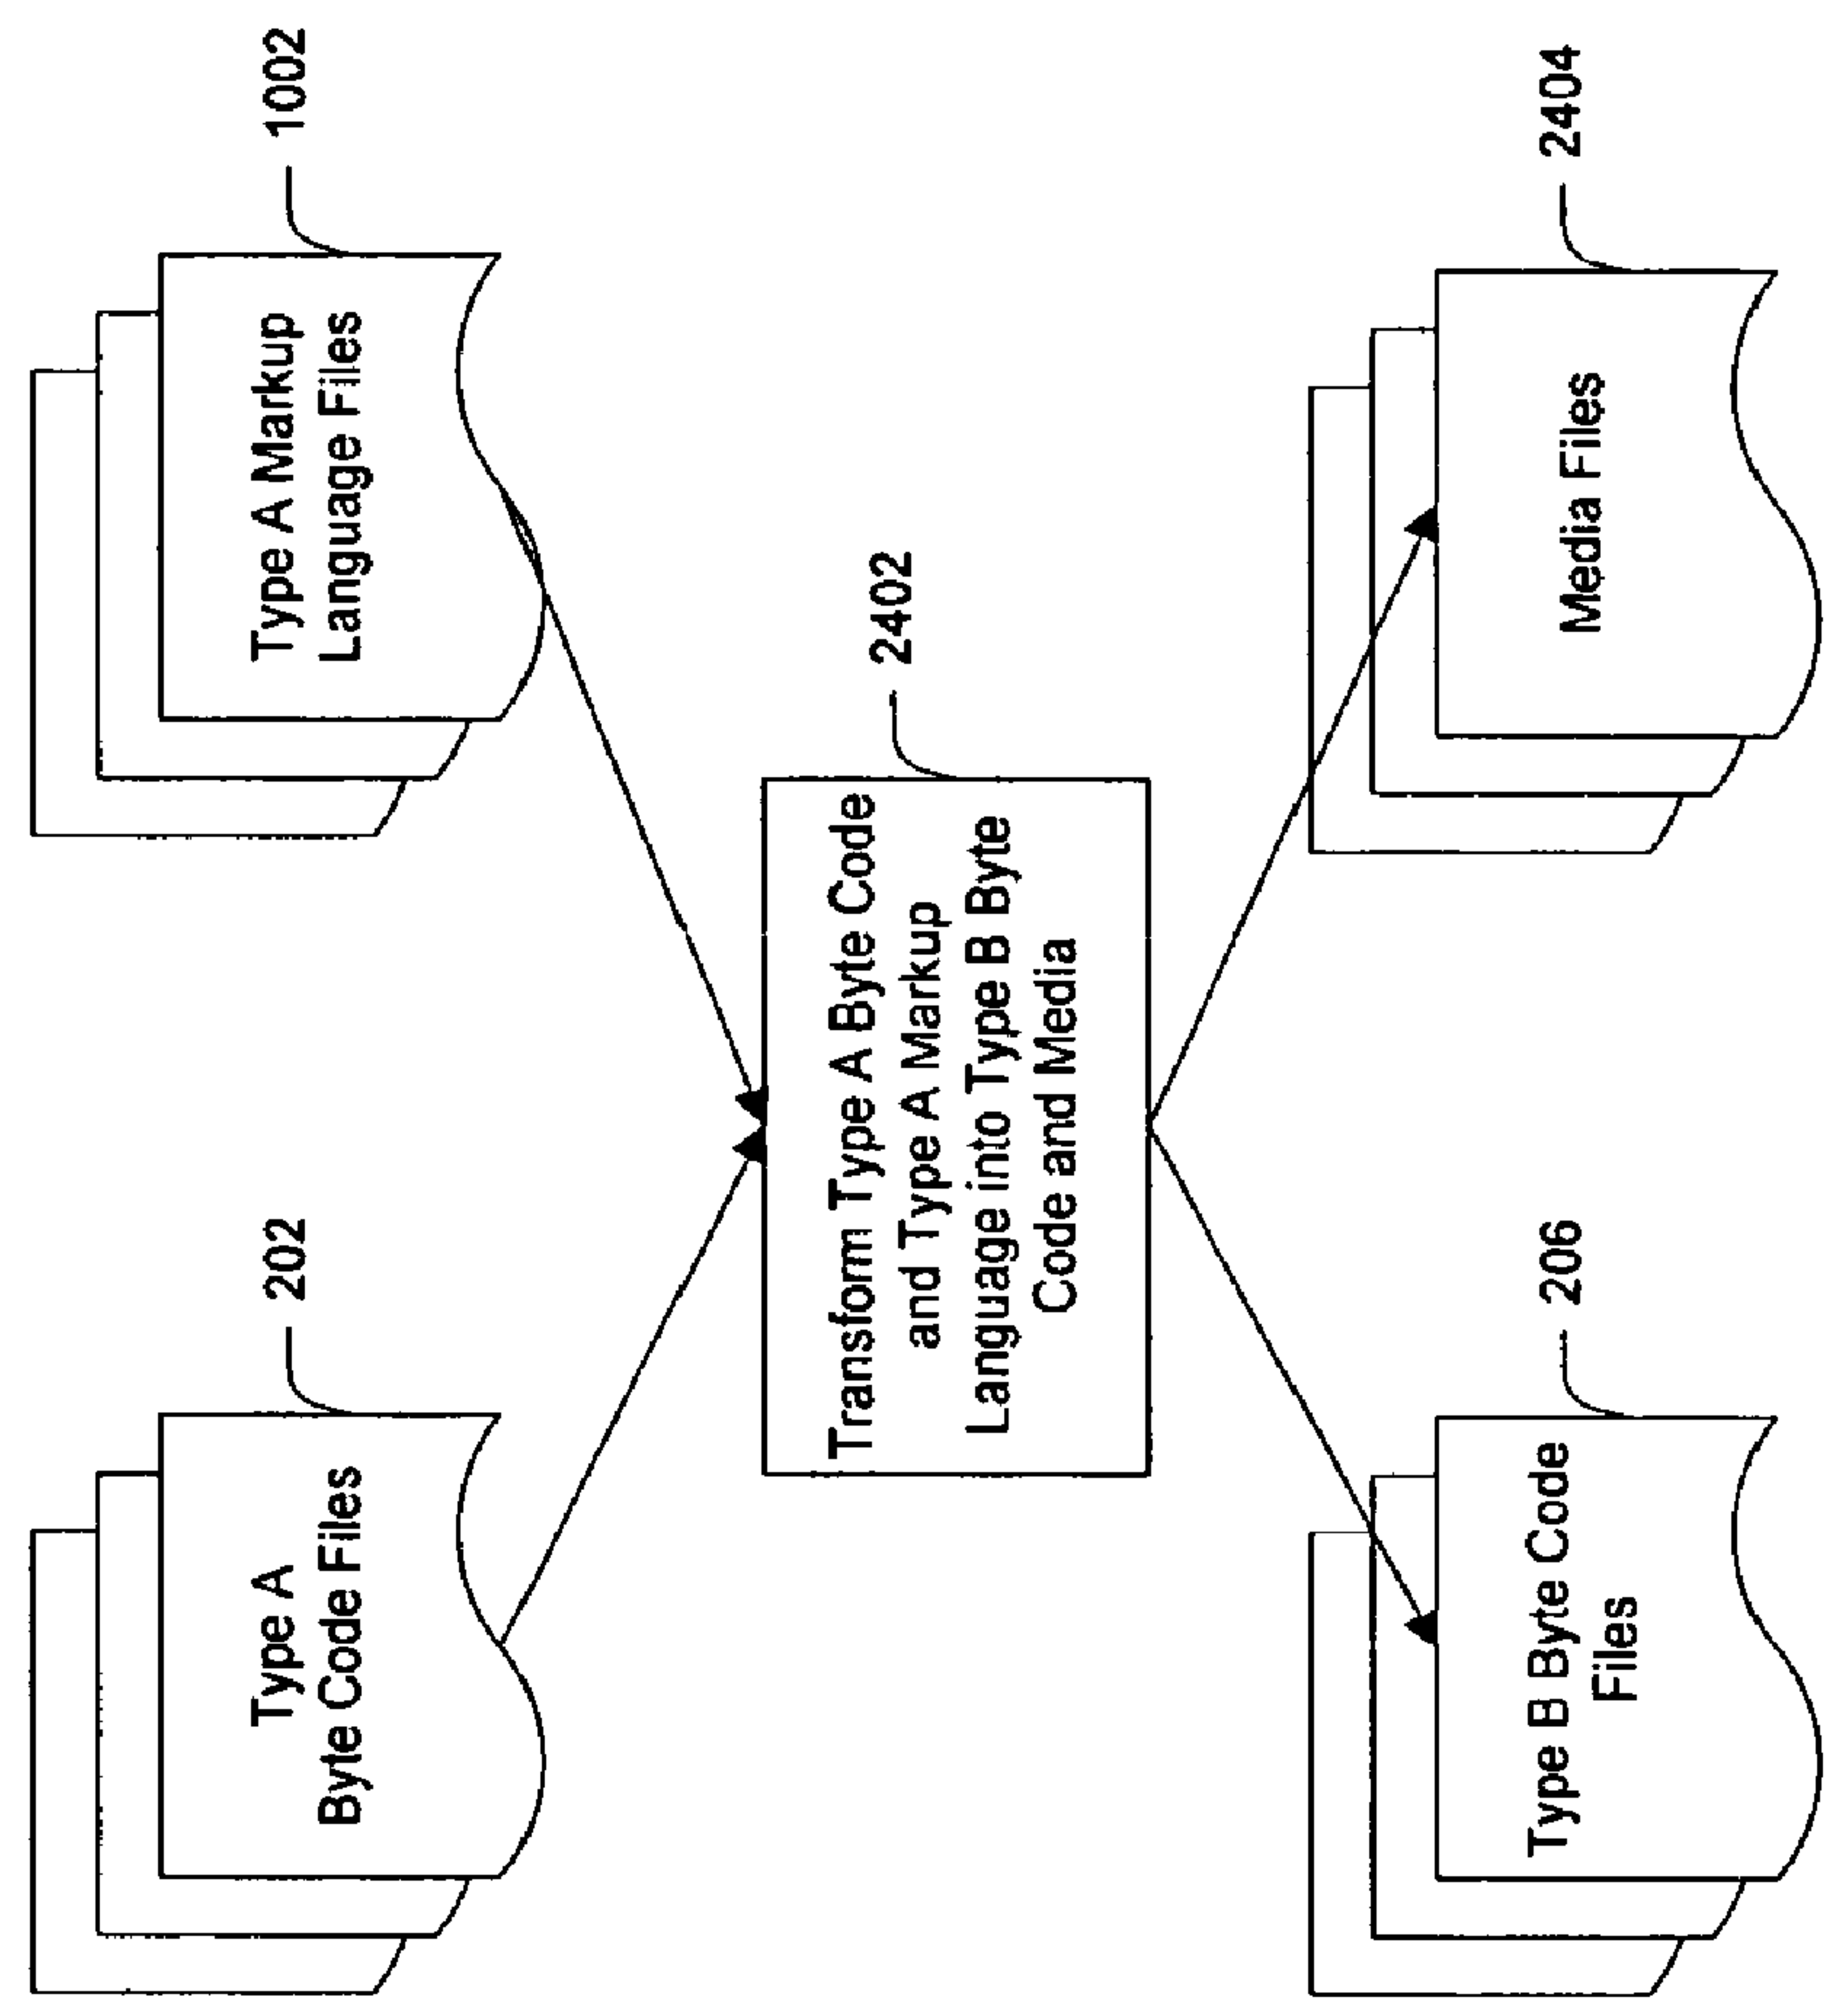 202
Type A
Byte Code Files
1002
Type A Markup
Language Files
2402
Transform Type A Byte Code
and Type A Markup
Language into Type B Byte
Code and Media
206
Type B Byte Code
Files
2404
Media Files